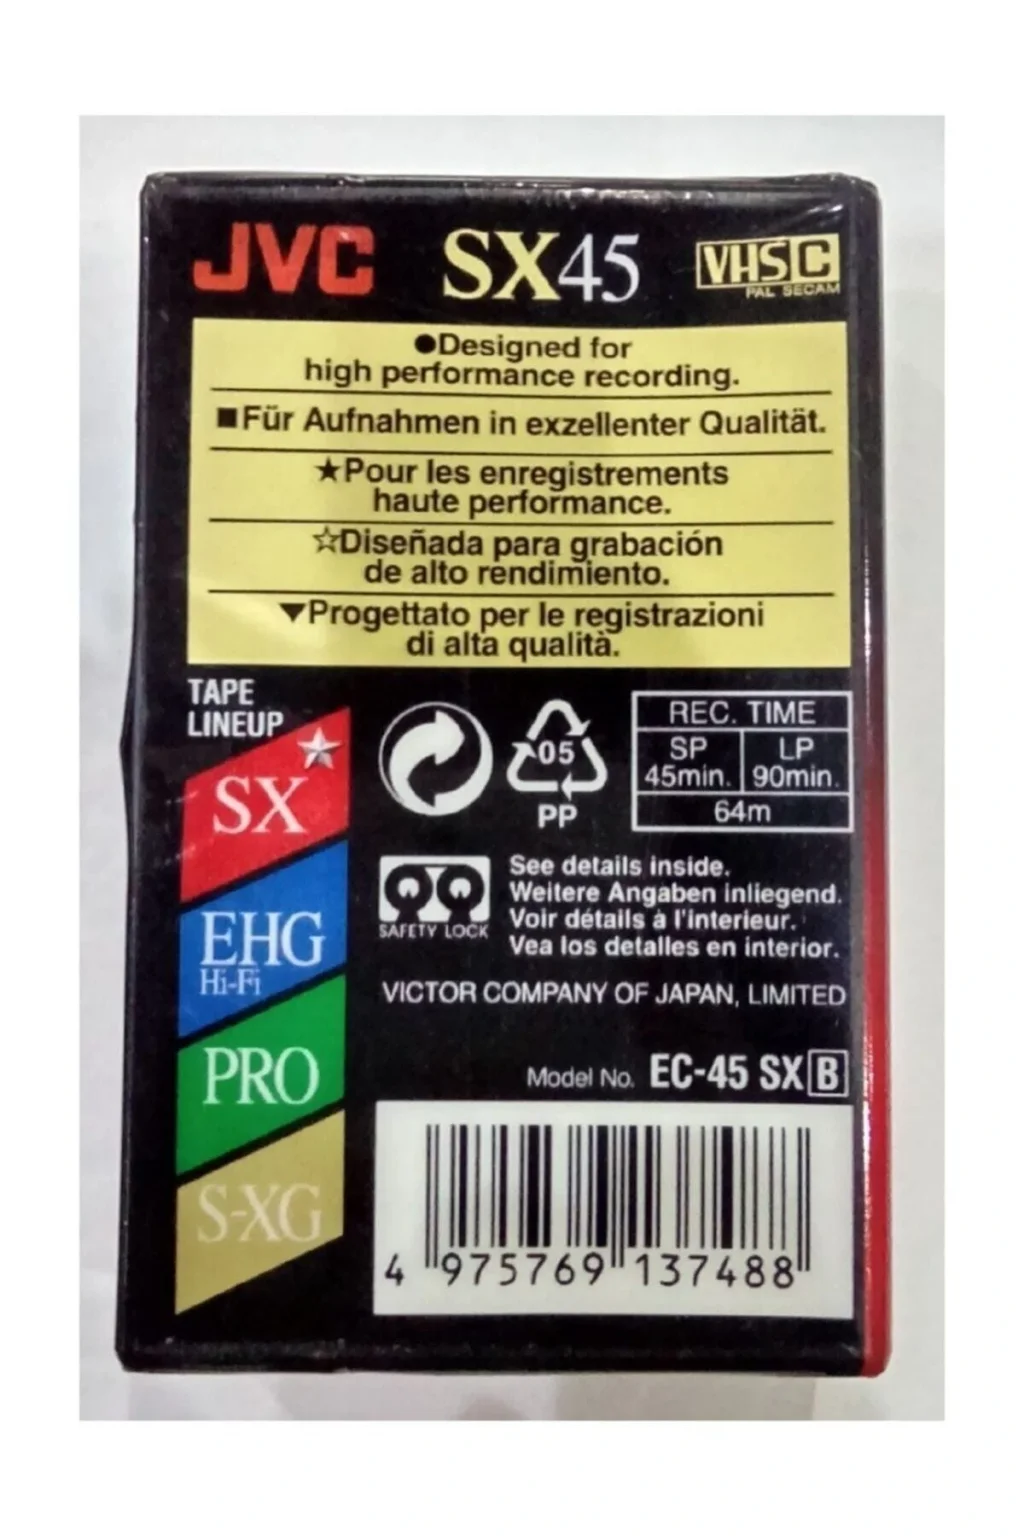 JVC SX45 VHS C
PAL SECAM
●Designed for
high performance recording.
■Für Aufnahmen in exzellenter Qualität.
★Pour les enregistrements
haute performance.
☆Diseñada para grabación
de alto rendimiento.
▼Progettato per le registrazioni
di alta qualità.
TAPE
LINEUP
SX
EHG
Hi-Fi
PRO
S-XG
05
PP
REC. TIME
SP LP
45min. 90min.
64m
SAFETY LOCK
See details inside.
Weitere Angaben inliegend.
Voir détails à l'interieur.
Vea los detalles en interior.
VICTOR COMPANY OF JAPAN, LIMITED
Model No. EC-45 SX B
4 975769 137488